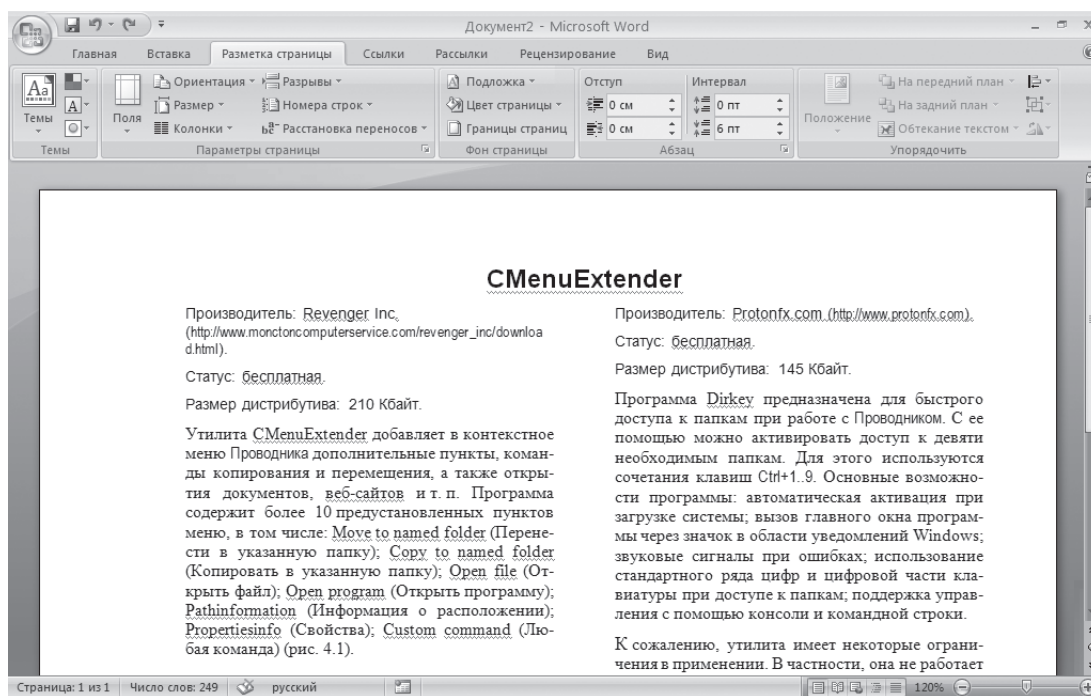 Документ2 - Microsoft Word
Главная Вставка Разметка страницы Ссылки Рассылки Рецензирование Вид
Темы
Темы
Поля
Ориентация
Размер
Колонки
Разрывы
Номера строк
Расстановка переносов
Параметры страницы
Подложка
Цвет страницы
Границы страниц
Фон страницы
Отступ
0 см
0 см
Интервал
0 пт
6 пт
Абзац
Положение
На передний план
На задний план
Обтекание текстом
Упорядочить
CMenuExtender
Производитель: Revenger Inc.
(http://www.monctoncomputerservice.com/revenger_inc/downloa
d.html).
Статус: бесплатная.
Размер дистрибутива: 210 Кбайт.
Утилита CMenuExtender добавляет в контекстное
меню Проводника дополнительные пункты, коман-
ды копирования и перемещения, а также откры-
тия документов, веб-сайтов и т. п. Программа
содержит более 10 предустановленных пунктов
меню, в том числе: Move to named folder (Перене-
сти в указанную папку); Copy to named folder
(Копировать в указанную папку); Open file (От-
крыть файл); Open program (Открыть программу);
Pathinformation (Информация о расположении);
Propertiesinfo (Свойства); Custom command (Лю-
бая команда) (рис. 4.1).
Производитель: Protonfx.com (http://www.protonfx.com).
Статус: бесплатная.
Размер дистрибутива: 145 Кбайт.
Программа Dirkey предназначена для быстрого
доступа к папкам при работе с Проводником. С ее
помощью можно активировать доступ к девяти
необходимым папкам. Для этого используются
сочетания клавиш Ctrl+1..9. Основные возможно-
сти программы: автоматическая активация при
загрузке системы; вызов главного окна програм-
мы через значок в области уведомлений Windows;
звуковые сигналы при ошибках; использование
стандартного ряда цифр и цифровой части кла-
виатуры при доступе к папкам; поддержка управ-
ления с помощью консоли и командной строки.
К сожалению, утилита имеет некоторые ограни-
чения в применении. В частности, она не работает
Страница: 1 из 1 Число слов: 249 русский 120%